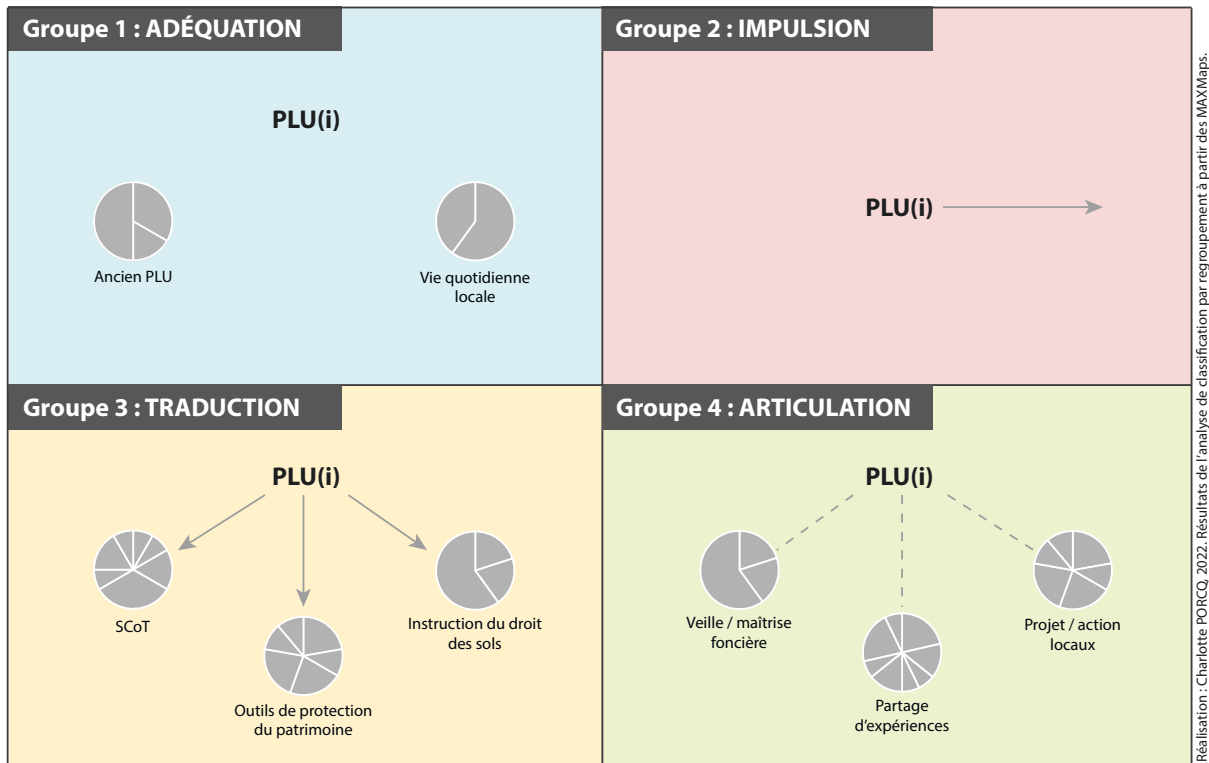 Groupe 1 : ADÉQUATION
PLU(i)
Ancien PLU
Vie quotidienne
locale
Groupe 2 : IMPULSION
PLU(i)
Groupe 3 : TRADUCTION
PLU(i)
SCoT
Outils de protection
du patrimoine
Instruction du droit
des sols
Groupe 4 : ARTICULATION
PLU(i)
Veille / maîtrise
foncière
Partage
d'expériences
Projet / action
locaux
Réalisation : Charlotte PORCQ, 2022. Résultats de l'analyse de classification par regroupement à partir des MAXMaps.